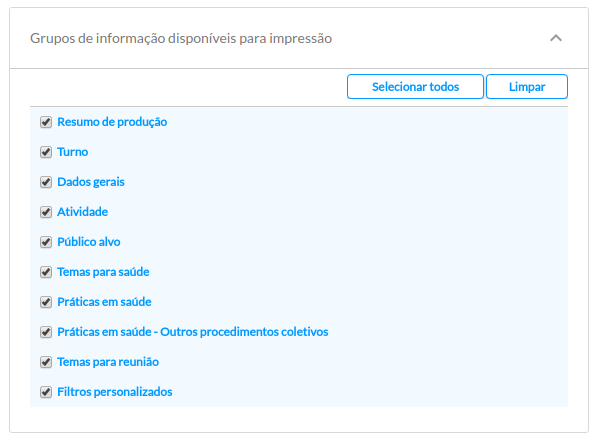 Grupos de informação disponíveis para impressão
Selecionar todos Limpar
Resumo de produção
Turno
Dados gerais
Atividade
Público alvo
Temas para saúde
Práticas em saúde
Práticas em saúde - Outros procedimentos coletivos
Temas para reunião
Filtros personalizados